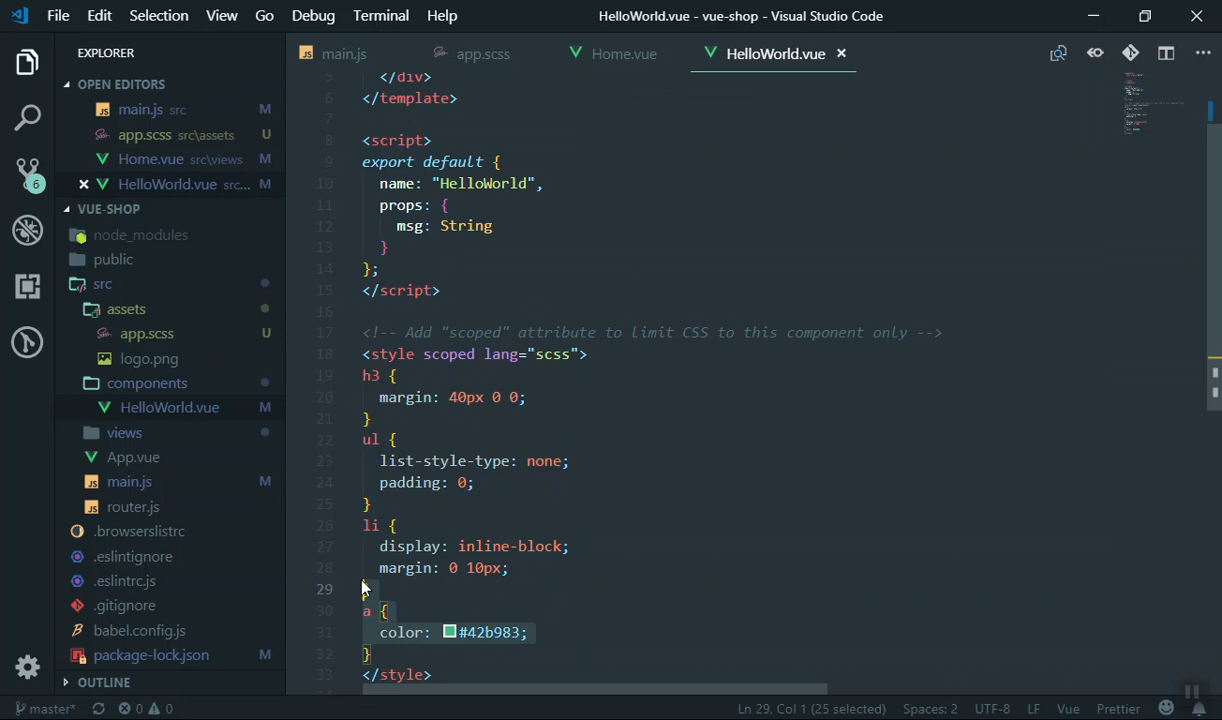 File Edit Selection View Go Debug Terminal Help HelloWorld.vue - vue-shop - Visual Studio Code
EXPLORER
OPEN EDITORS
JS main.js src M
app.scss src\assets U
Home.vue src\views M
HelloWorld.vue src... M
6
VUE-SHOP
node_modules
public
src
assets
app.scss U
logo.png
components
HelloWorld.vue M
views
App.vue
JS main.js M
JS router.js
.browserslistrc
.eslintignore
.eslintrc.js
.gitignore
babel.config.js
package-lock.json M
OUTLINE
JS main.js app.scss Home.vue HelloWorld.vue
5 </div>
6 </template>
7
8 <script>
9 export default {
10 name: "HelloWorld",
11 props: {
12 msg: String
13 }
14 };
15 </script>
16
17 <!-- Add "scoped" attribute to limit CSS to this component only -->
18 <style scoped lang="scss">
19 h3 {
20 margin: 40px 0 0;
21 }
22 ul {
23 list-style-type: none;
24 padding: 0;
25 }
26 li {
27 display: inline-block;
28 margin: 0 10px;
29 }
30 a {
31 color: #42b983;
32 }
33 </style>
master* 0 0 Ln 29, Col 1 (25 selected) Spaces: 2 UTF-8 LF Vue Prettier